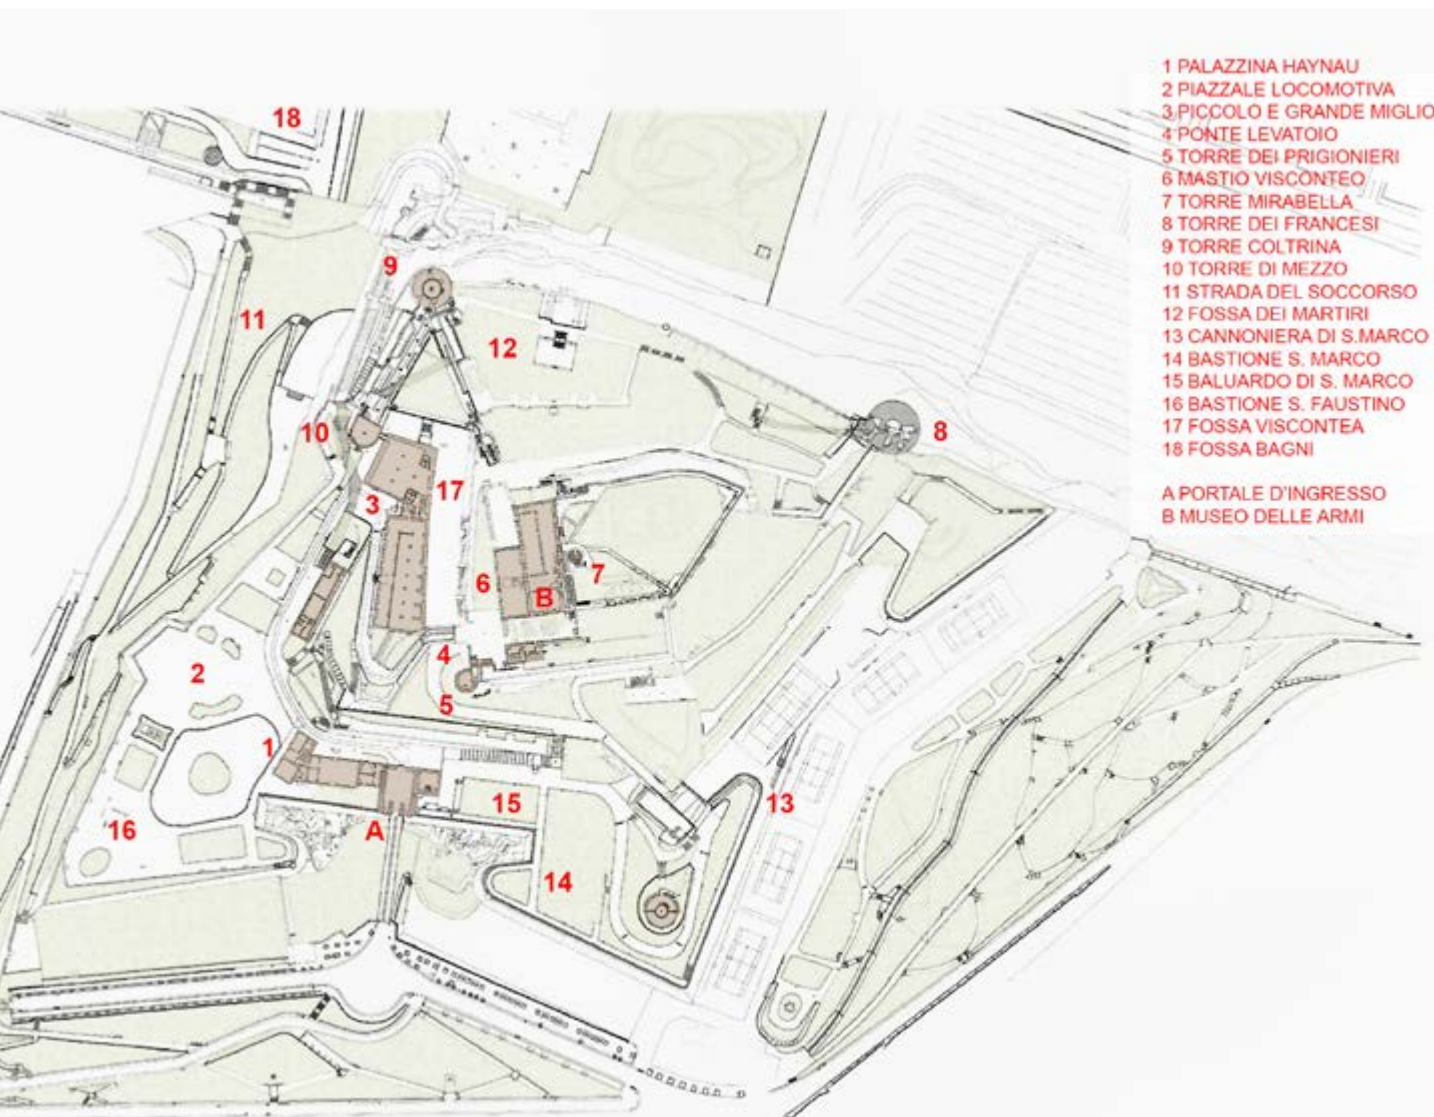 1 PALAZZINA HAYNAU
2 PIAZZALE LOCOMOTIVA
3 PICCOLO E GRANDE MIGLIO
4 PONTE LEVATOIO
5 TORRE DEI PRIGIONIERI
6 MASTIO VISCONTEO
7 TORRE MIRABELLA
8 TORRE DEI FRANCESI
9 TORRE COLTRINA
10 TORRE DI MEZZO
11 STRADA DEL SOCCORSO
12 FOSSA DEI MARTIRI
13 CANNONIERA DI S.MARCO
14 BASTIONE S. MARCO
15 BALUARDO DI S. MARCO
16 BASTIONE S. FAUSTINO
17 FOSSA VISCONTEA
18 FOSSA BAGNI
A PORTALE D'INGRESSO
B MUSEO DELLE ARMI
18
9
11
12
10
8
17
3
6
7
B
4
2
5
1
15
13
16
A
14